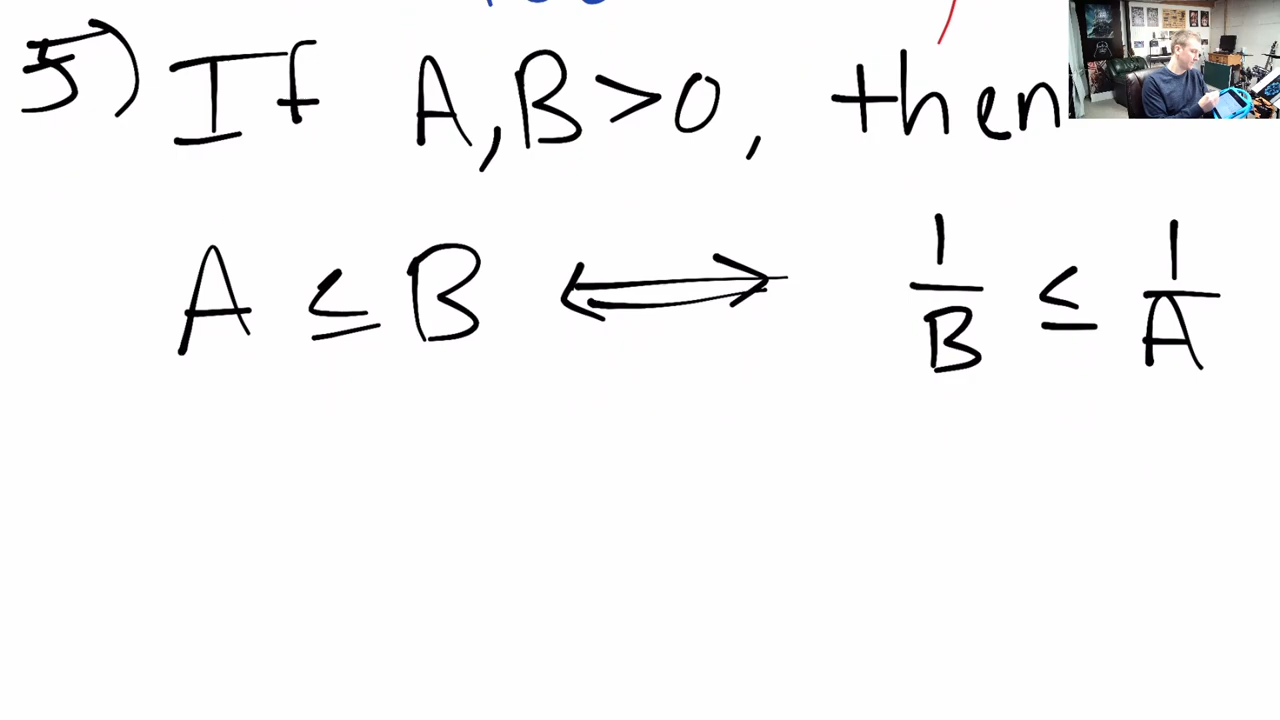 5) If A, B > 0, then
A ≤ B ⟺ 1/B ≤ 1/A